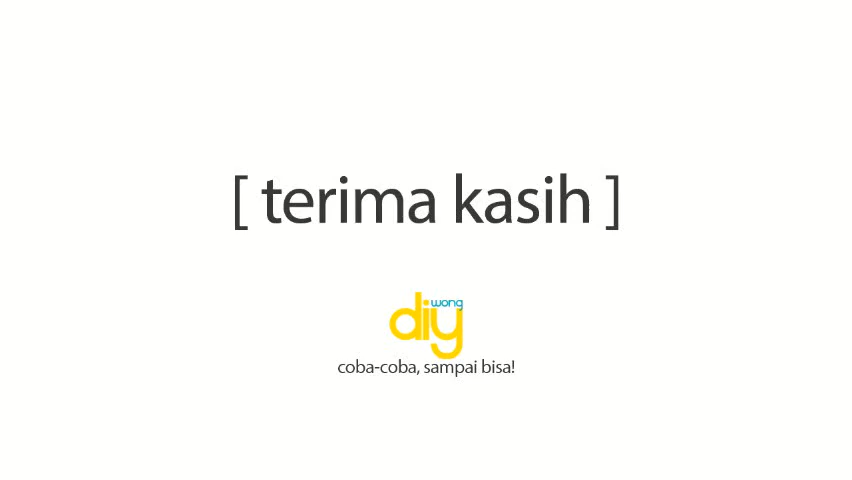 [ terima kasih ]
diy wong
coba-coba, sampai bisa!